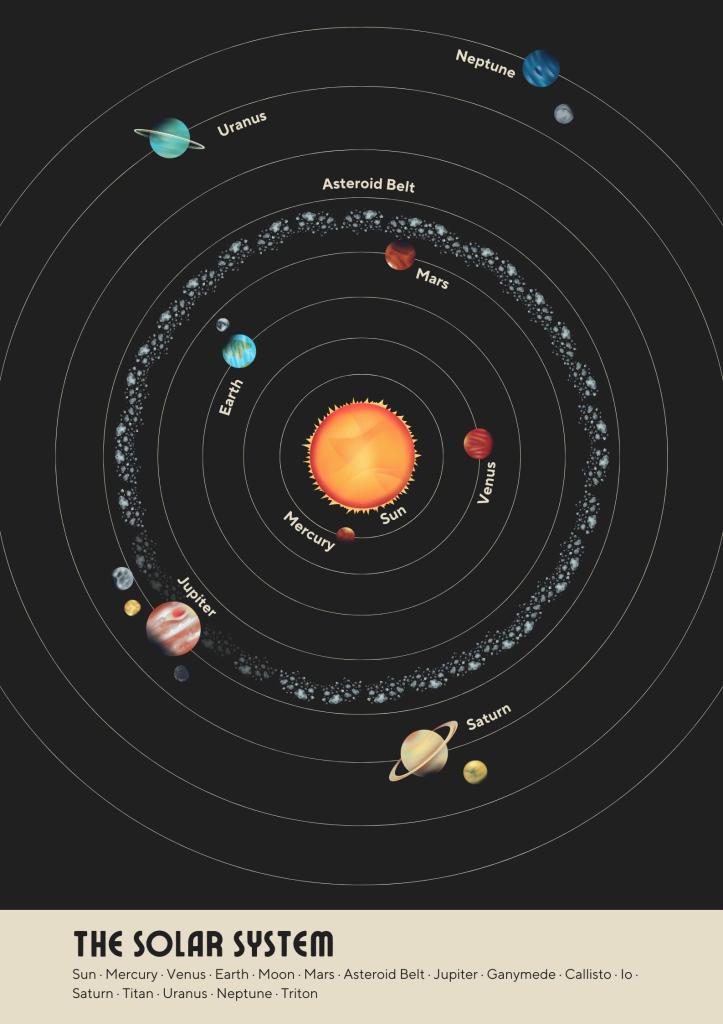 Neptune
Uranus
Asteroid Belt
Mars
Earth
Venus
Sun
Mercury
Jupiter
Saturn
THE SOLAR SYSTEM
Sun · Mercury · Venus · Earth · Moon · Mars · Asteroid Belt · Jupiter · Ganymede · Callisto · Io ·
Saturn · Titan · Uranus · Neptune · Triton